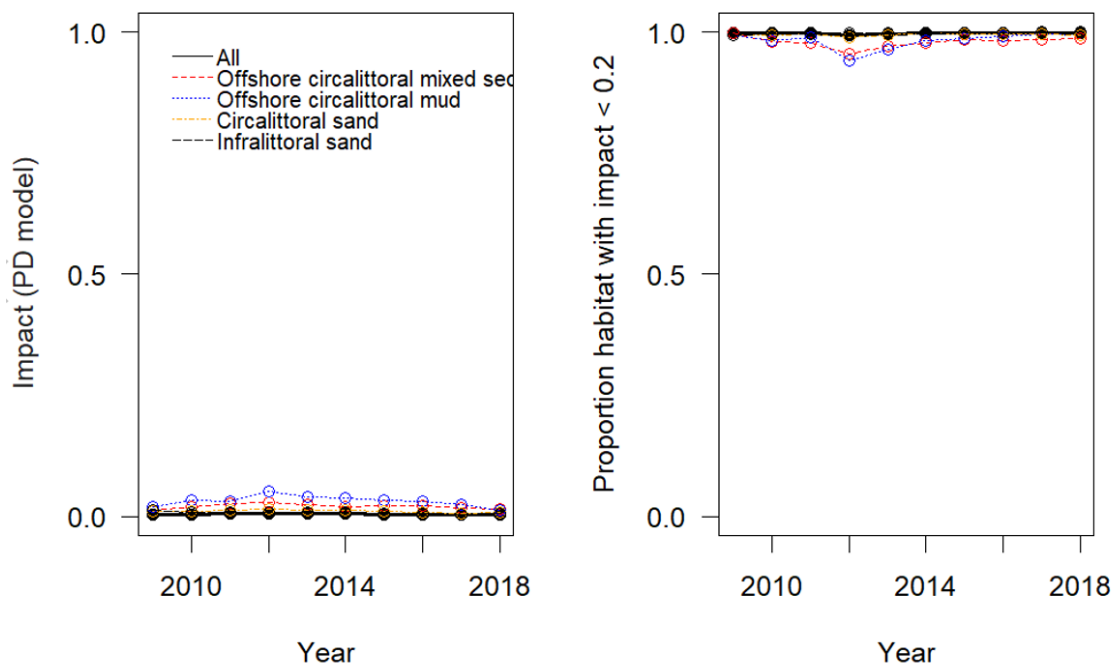 1.0
0.5
0.0
Impact (PD model)
All
Offshore circalittoral mixed sec
Offshore circalittoral mud
Circalittoral sand
Infralittoral sand
2010
2014
2018
Year
1.0
0.5
0.0
Proportion habitat with impact < 0.2
2010
2014
2018
Year